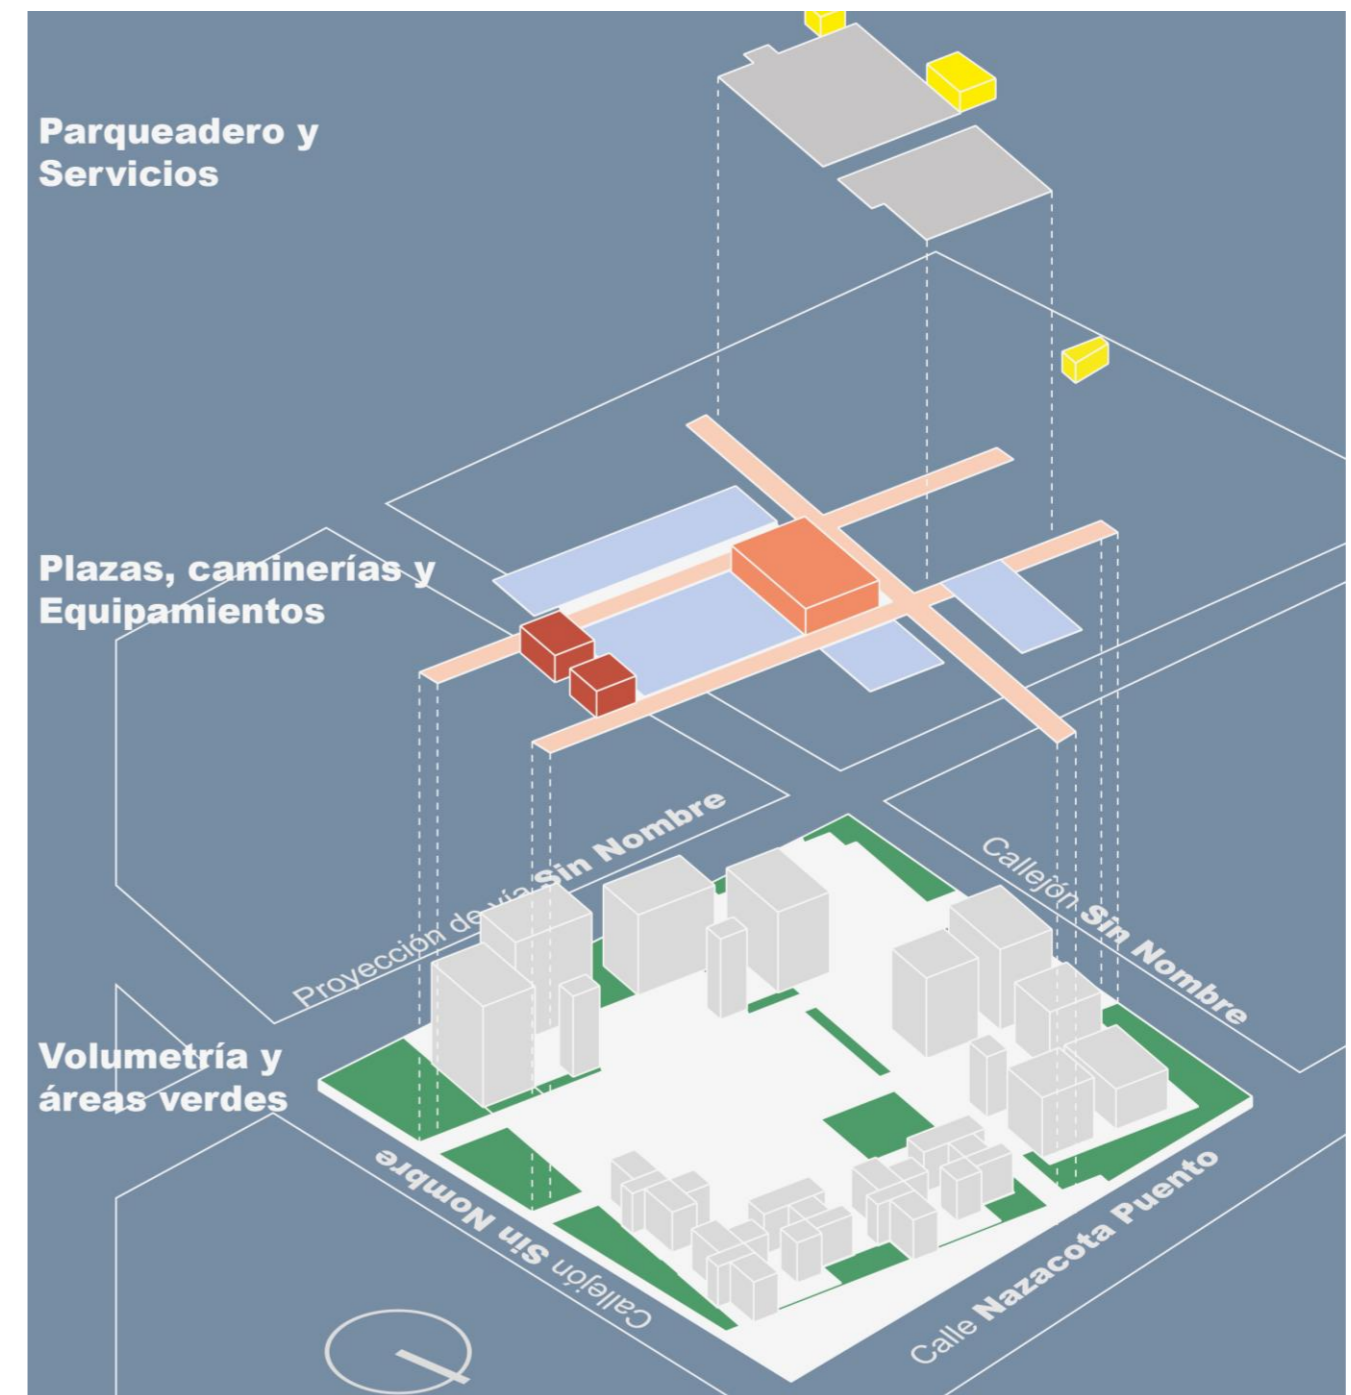 Parqueadero y
Servicios
Plazas, caminerías y
Equipamientos
Proyección de vía Sin Nombre
Callejón Sin Nombre
Volumetría y
áreas verdes
Callejón Sin Nombre
Calle Nazacota Puento